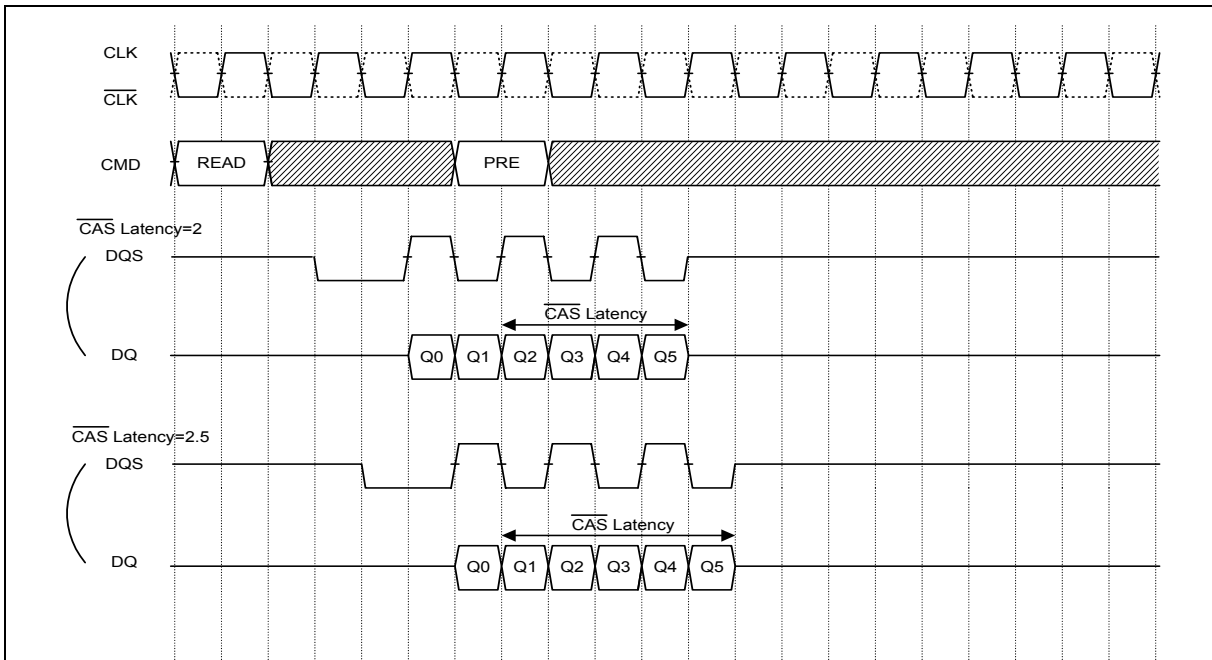 CLK
CLK
CMD READ PRE
CAS Latency=2
DQS
CAS Latency
DQ Q0 Q1 Q2 Q3 Q4 Q5
CAS Latency=2.5
DQS
CAS Latency
DQ Q0 Q1 Q2 Q3 Q4 Q5